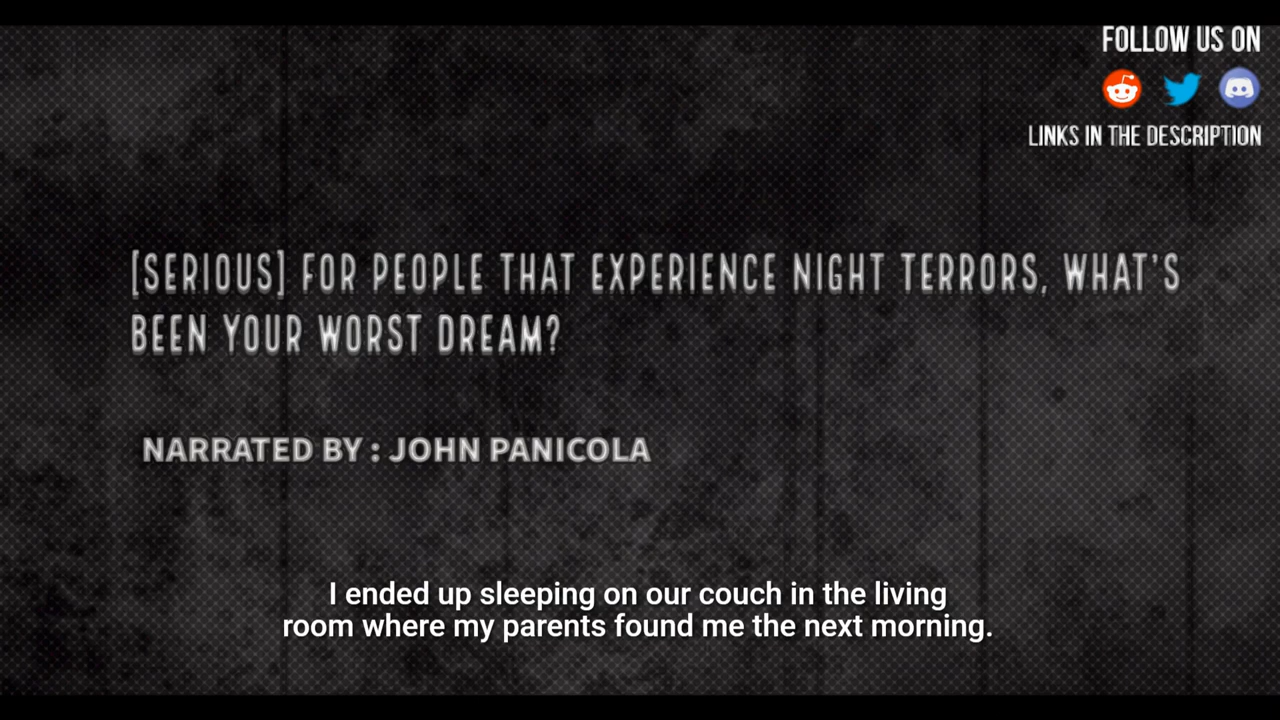 FOLLOW US ON
LINKS IN THE DESCRIPTION
[SERIOUS] FOR PEOPLE THAT EXPERIENCE NIGHT TERRORS, WHAT'S
BEEN YOUR WORST DREAM?
NARRATED BY : JOHN PANICOLA
I ended up sleeping on our couch in the living
room where my parents found me the next morning.